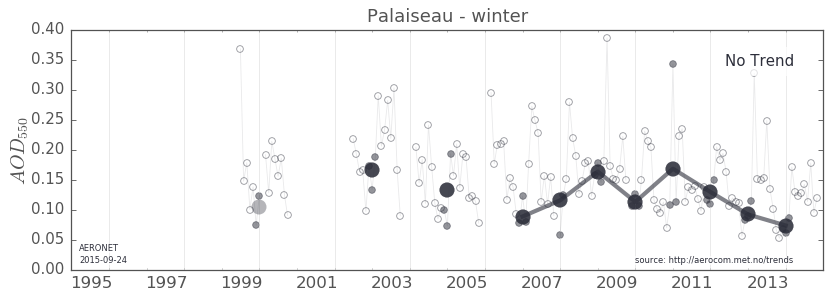 Palaiseau - winter
0.40
0.35
0.30
0.25
0.20
0.15
0.10
0.05
0.00
AOD550
No Trend
AERONET
2015-09-24
source: http://aerocom.met.no/trends
1995 1997 1999 2001 2003 2005 2007 2009 2011 2013